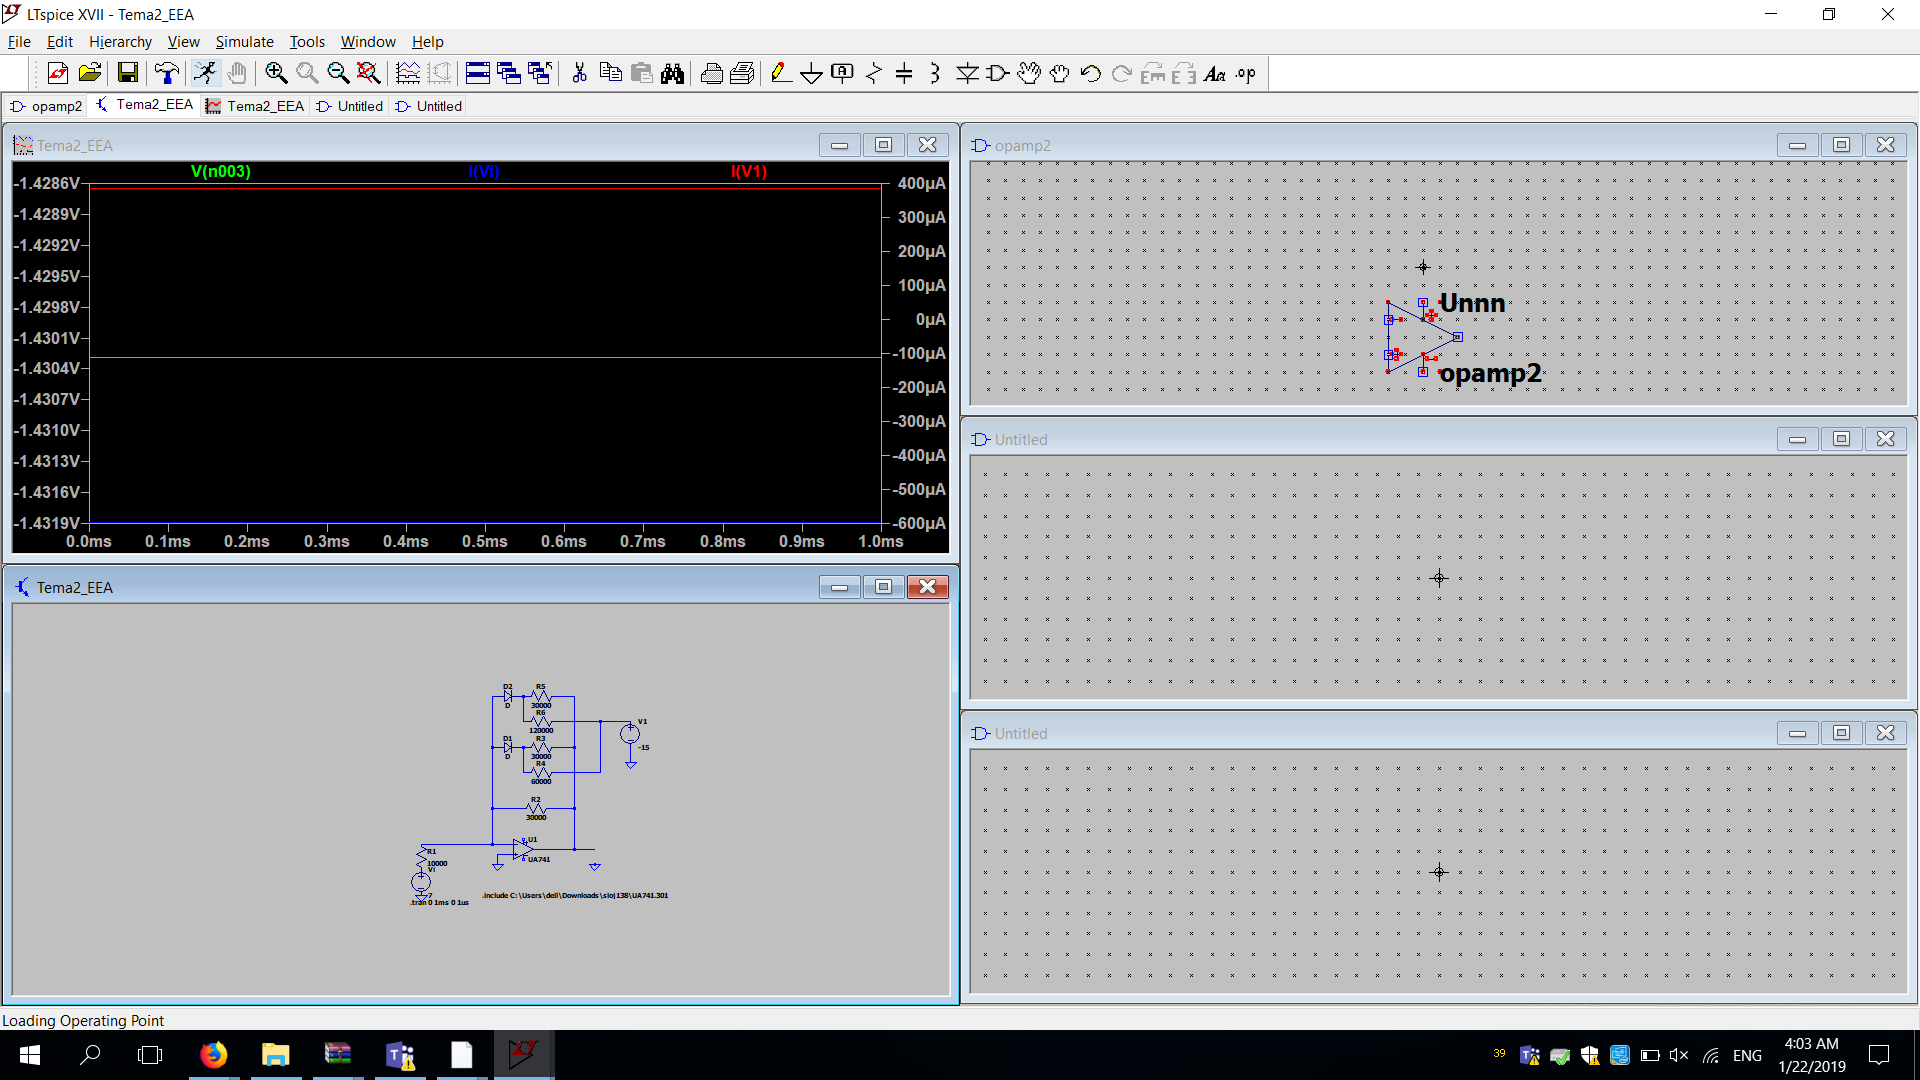 LTspice XVII - Tema2_EEA
File Edit Hierarchy View Simulate Tools Window Help
Aa .op
opamp2 Tema2_EEA Tema2_EEA Untitled Untitled
Tema2_EEA
V(n003) I(VI) I(V1)
-1.4286V
-1.4289V
-1.4292V
-1.4295V
-1.4298V
-1.4301V
-1.4304V
-1.4307V
-1.4310V
-1.4313V
-1.4316V
-1.4319V
400µA
300µA
200µA
100µA
0µA
-100µA
-200µA
-300µA
-400µA
-500µA
-600µA
0.0ms 0.1ms 0.2ms 0.3ms 0.4ms 0.5ms 0.6ms 0.7ms 0.8ms 0.9ms 1.0ms
opamp2
Unnn
opamp2
Untitled
Untitled
Tema2_EEA
D2 R5
D 30000
R6
120000
V1
-15
D1 R3
D 30000
R4
60000
R2
30000
U1
UA741
R1
10000
VI
7
.tran 0 1ms 0 1us
.include C:\Users\dell\Downloads\sloj138\UA741.301
Loading Operating Point
39
ENG
4:03 AM
1/22/2019